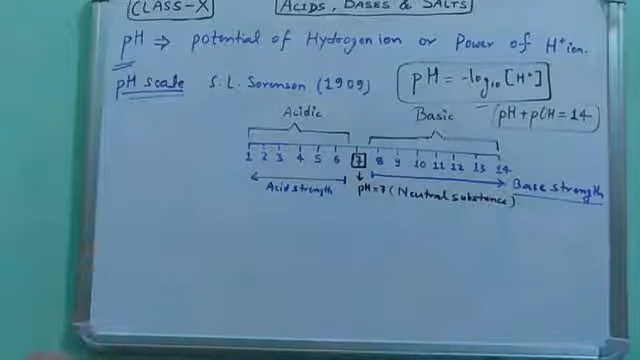 CLASS-X
ACIDS, BASES & SALTS
pH ⇒ potential of Hydrogen ion or Power of H⁺ ion.
pH scale S.L. Sorenson (1909)
pH = -log₁₀[H⁺]
pH + pOH = 14
Acidic Basic
1 2 3 4 5 6 7 8 9 10 11 12 13 14
Acid strength pH=7 (Neutral substance) Base strength